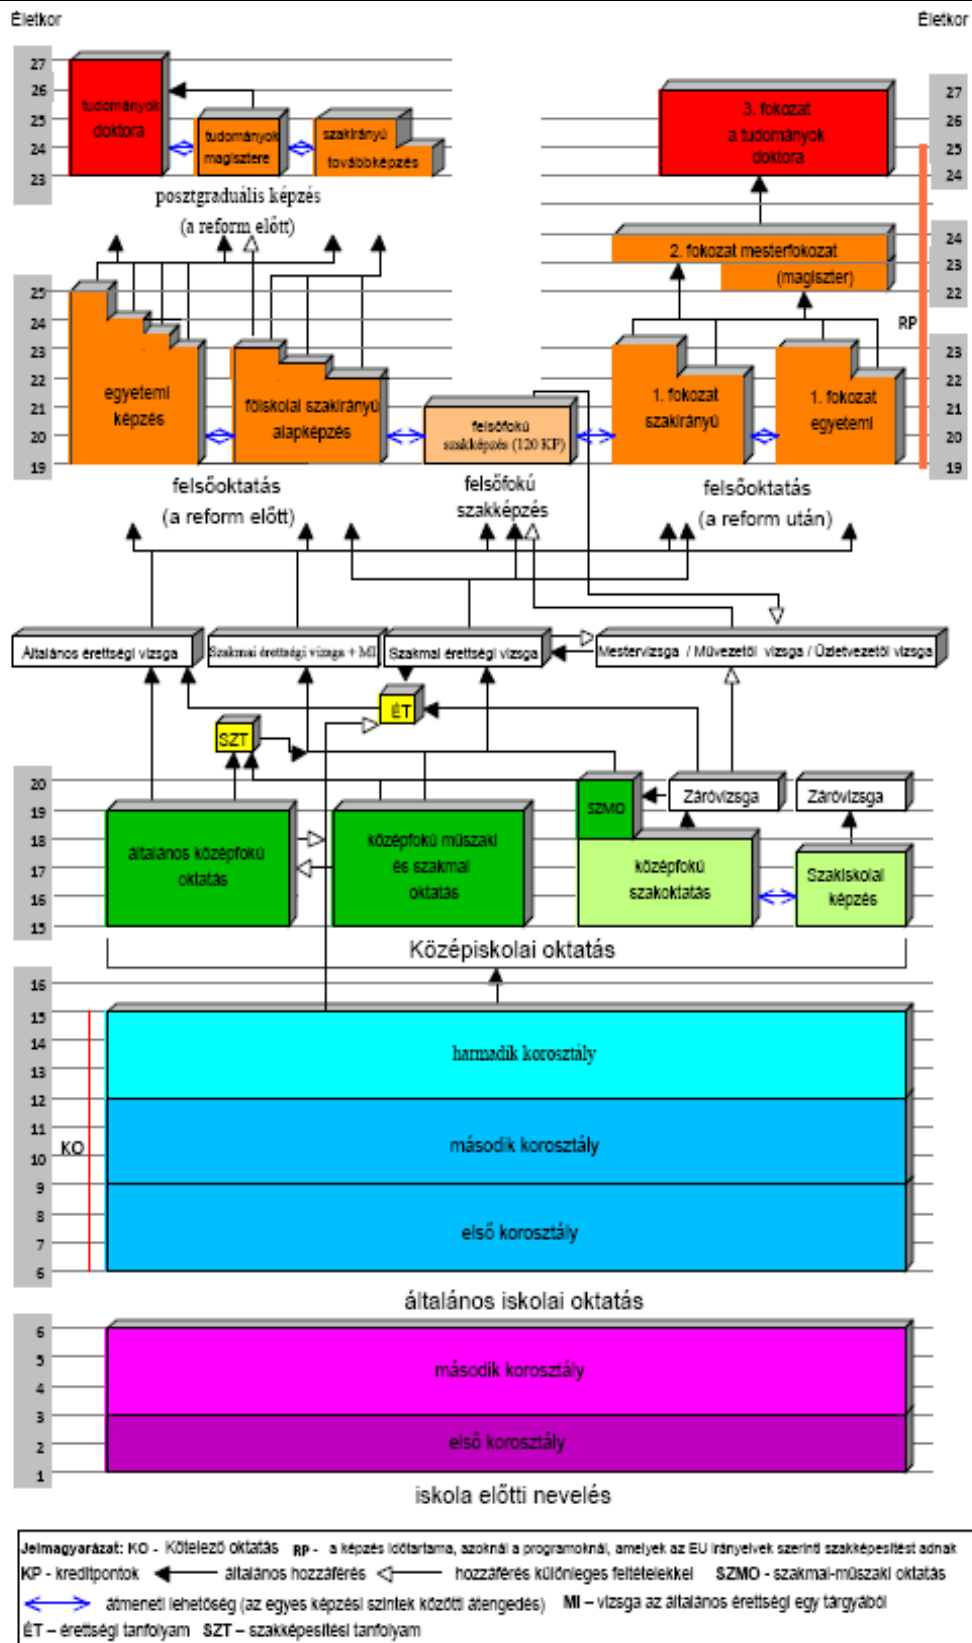 Életkor
Életkor
27
26
25
24
23
tudományok
doktora
tudományok
magisztere
szakirányú
továbbképzés
posztgraduális képzés
(a reform előtt)
27
26
25
24
24
23
22
3. fokozat
a tudományok
doktora
2. fokozat mesterfokozat
(magiszter)
RP
25
24
23
22
21
20
19
egyetemi
képzés
főiskolai szakirányú
alapképzés
felsőfokú
szakképzés (120 KP)
1. fokozat
szakirányú
1. fokozat
egyetemi
23
22
21
20
19
felsőoktatás
(a reform előtt)
felsőfokú
szakképzés
felsőoktatás
(a reform után)
Általános érettségi vizsga
Szakmai érettségi vizsga + MI
Szakmai érettségi vizsga
Mestervizsga / Művezetői vizsga / Üzletvezetői vizsga
ÉT
SZT
20
19
18
17
16
15
általános középfokú
oktatás
középfokú műszaki
és szakmai
oktatás
SZMO
Záróvizsga
Záróvizsga
középfokú
szakoktatás
Szakiskolai
képzés
Középiskolai oktatás
16
15
14
13
12
11
10
9
8
7
6
KO
harmadik korosztály
második korosztály
első korosztály
általános iskolai oktatás
6
5
4
3
2
1
második korosztály
első korosztály
iskola előtti nevelés
Jelmagyarázat: KO - Kötelező oktatás RP - a képzés időtartama, azoknál a programoknál, amelyek az EU irányelvek szerinti szakképesítést adnak
KP - kreditpontok általános hozzáférés hozzáférés különleges feltételekkel SZMO - szakmai-műszaki oktatás
átmeneti lehetőség (az egyes képzési szintek közötti átengedés) MI – vizsga az általános érettségi egy tárgyából
ÉT – érettségi tanfolyam SZT – szakképesítési tanfolyam